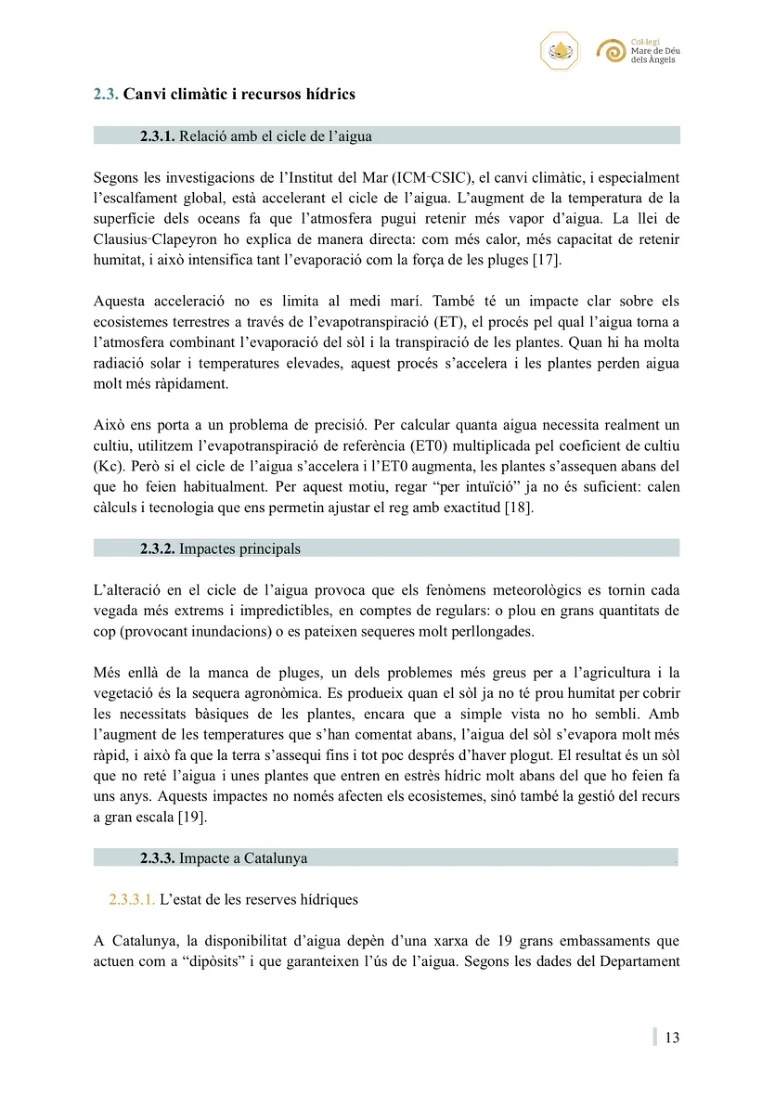 Col·legi
Mare de Déu
dels Àngels
2.3. Canvi climàtic i recursos hídrics
2.3.1. Relació amb el cicle de l’aigua
Segons les investigacions de l’Institut del Mar (ICM-CSIC), el canvi climàtic, i especialment
l’escalfament global, està accelerant el cicle de l’aigua. L’augment de la temperatura de la
superfície dels oceans fa que l’atmosfera pugui retenir més vapor d’aigua. La llei de
Clausius-Clapeyron ho explica de manera directa: com més calor, més capacitat de retenir
humitat, i això intensifica tant l’evaporació com la força de les pluges [17].
Aquesta acceleració no es limita al medi marí. També té un impacte clar sobre els
ecosistemes terrestres a través de l’evapotranspiració (ET), el procés pel qual l’aigua torna a
l’atmosfera combinant l’evaporació del sòl i la transpiració de les plantes. Quan hi ha molta
radiació solar i temperatures elevades, aquest procés s’accelera i les plantes perden aigua
molt més ràpidament.
Això ens porta a un problema de precisió. Per calcular quanta aigua necessita realment un
cultiu, utilitzem l’evapotranspiració de referència (ET0) multiplicada pel coeficient de cultiu
(Kc). Però si el cicle de l’aigua s’accelera i l’ET0 augmenta, les plantes s’assequen abans del
que ho feien habitualment. Per aquest motiu, regar “per intuïció” ja no és suficient: calen
càlculs i tecnologia que ens permetin ajustar el reg amb exactitud [18].
2.3.2. Impactes principals
L’alteració en el cicle de l’aigua provoca que els fenòmens meteorològics es tornin cada
vegada més extrems i impredictibles, en comptes de regulars: o plou en grans quantitats de
cop (provocant inundacions) o es pateixen sequeres molt perllongades.
Més enllà de la manca de pluges, un dels problemes més greus per a l’agricultura i la
vegetació és la sequera agronòmica. Es produeix quan el sòl ja no té prou humitat per cobrir
les necessitats bàsiques de les plantes, encara que a simple vista no ho sembli. Amb
l’augment de les temperatures que s’han comentat abans, l’aigua del sòl s’evapora molt més
ràpid, i això fa que la terra s’assequi fins i tot poc després d’haver plogut. El resultat és un sòl
que no reté l’aigua i unes plantes que entren en estrès hídric molt abans del que ho feien fa
uns anys. Aquests impactes no només afecten els ecosistemes, sinó també la gestió del recurs
a gran escala [19].
2.3.3. Impacte a Catalunya
2.3.3.1. L’estat de les reserves hídriques
A Catalunya, la disponibilitat d’aigua depèn d’una xarxa de 19 grans embassaments que
actuen com a “dipòsits” i que garanteixen l’ús de l’aigua. Segons les dades del Departament
13